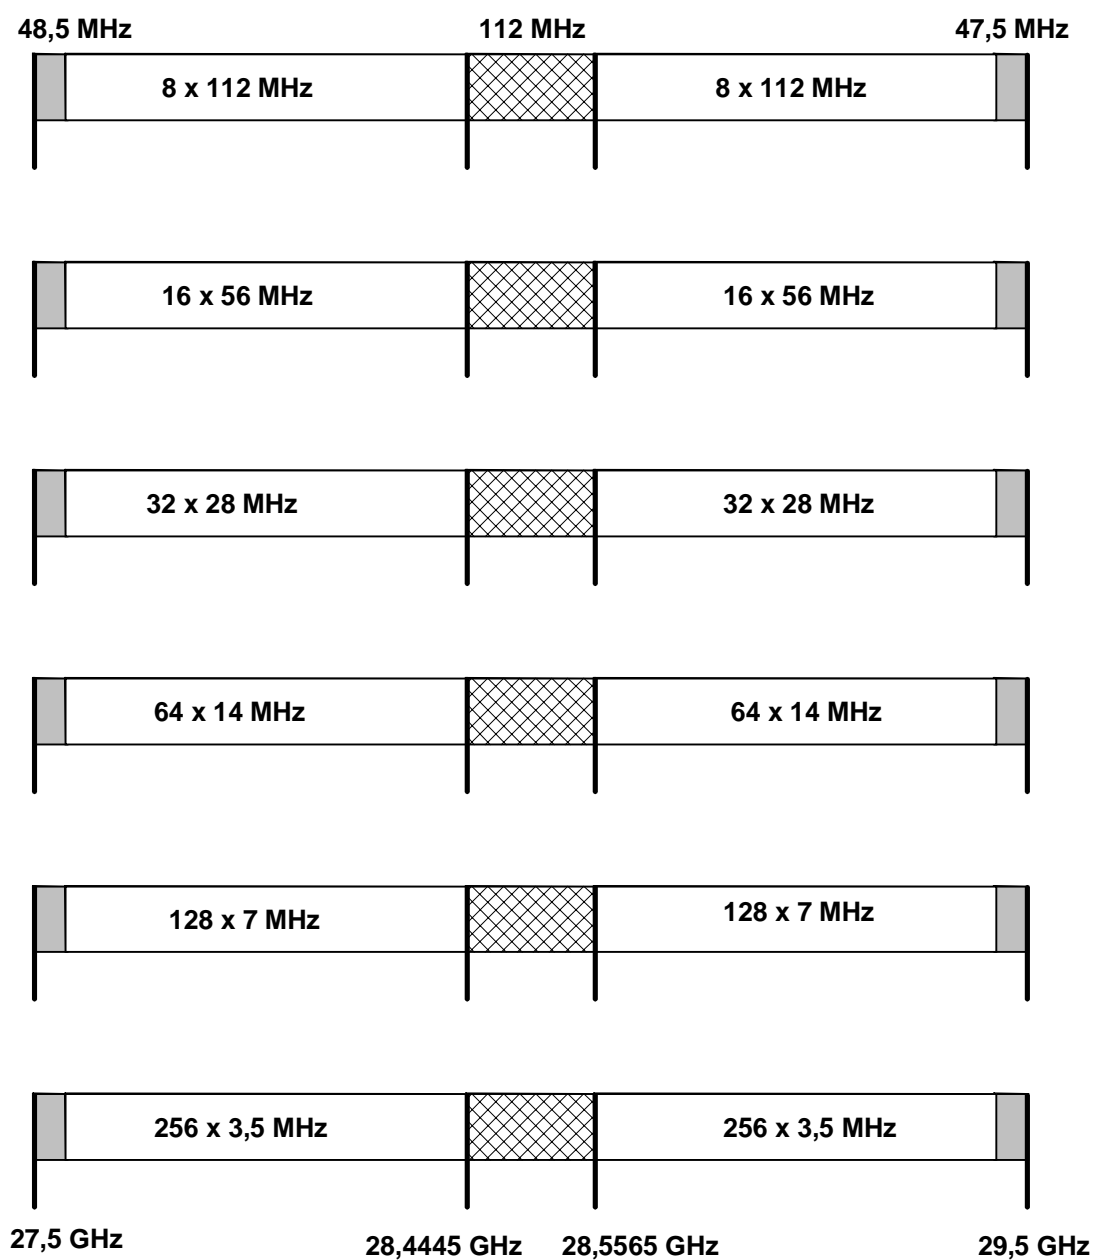 48,5 MHz 112 MHz 47,5 MHz
8 x 112 MHz 8 x 112 MHz
16 x 56 MHz 16 x 56 MHz
32 x 28 MHz 32 x 28 MHz
64 x 14 MHz 64 x 14 MHz
128 x 7 MHz 128 x 7 MHz
256 x 3,5 MHz 256 x 3,5 MHz
27,5 GHz 28,4445 GHz 28,5565 GHz 29,5 GHz